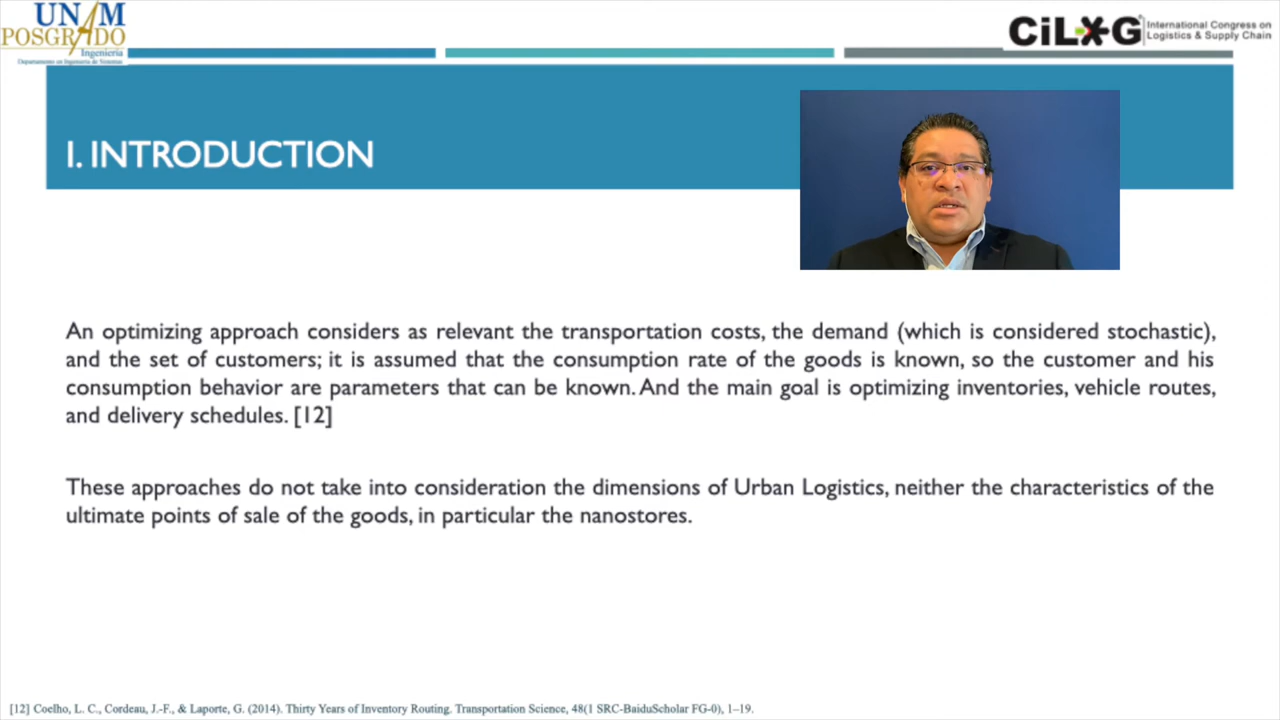 UNAM
POSGRADO
Ingeniería
Departamento en Ingeniería de Sistemas
CiLOG
International Congress on
Logistics & Supply Chain
I. INTRODUCTION
An optimizing approach considers as relevant the transportation costs, the demand (which is considered stochastic),
and the set of customers; it is assumed that the consumption rate of the goods is known, so the customer and his
consumption behavior are parameters that can be known. And the main goal is optimizing inventories, vehicle routes,
and delivery schedules. [12]
These approaches do not take into consideration the dimensions of Urban Logistics, neither the characteristics of the
ultimate points of sale of the goods, in particular the nanostores.
[12] Coelho, L. C., Cordeau, J.-F., & Laporte, G. (2014). Thirty Years of Inventory Routing. Transportation Science, 48(1 SRC-BaiduScholar FG-0), 1–19.